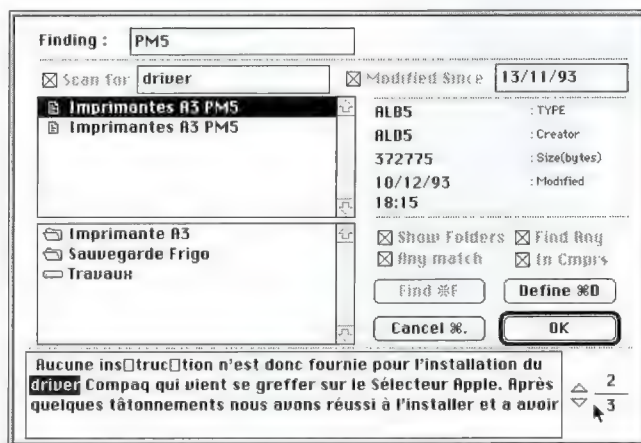 Finding : PM5
Scan for driver Modified Since 13/11/93
Imprimantes A3 PM5
Imprimantes A3 PM5
ALB5 : TYPE
ALD5 : Creator
372775 : Size(bytes)
10/12/93 : Modified
18:15
Imprimante A3
Sauvegarde Frigo
Travaux
Show Folders Find Any
Any match In Cmprs
Find ⌘F Define ⌘D
Cancel ⌘. OK
Aucune ins□truc□tion n'est donc fournie pour l'installation du
driver Compaq qui vient se greffer sur le Sélecteur Apple. Après
quelques tâtonnements nous avons réussi à l'installer et a avoir
2
3